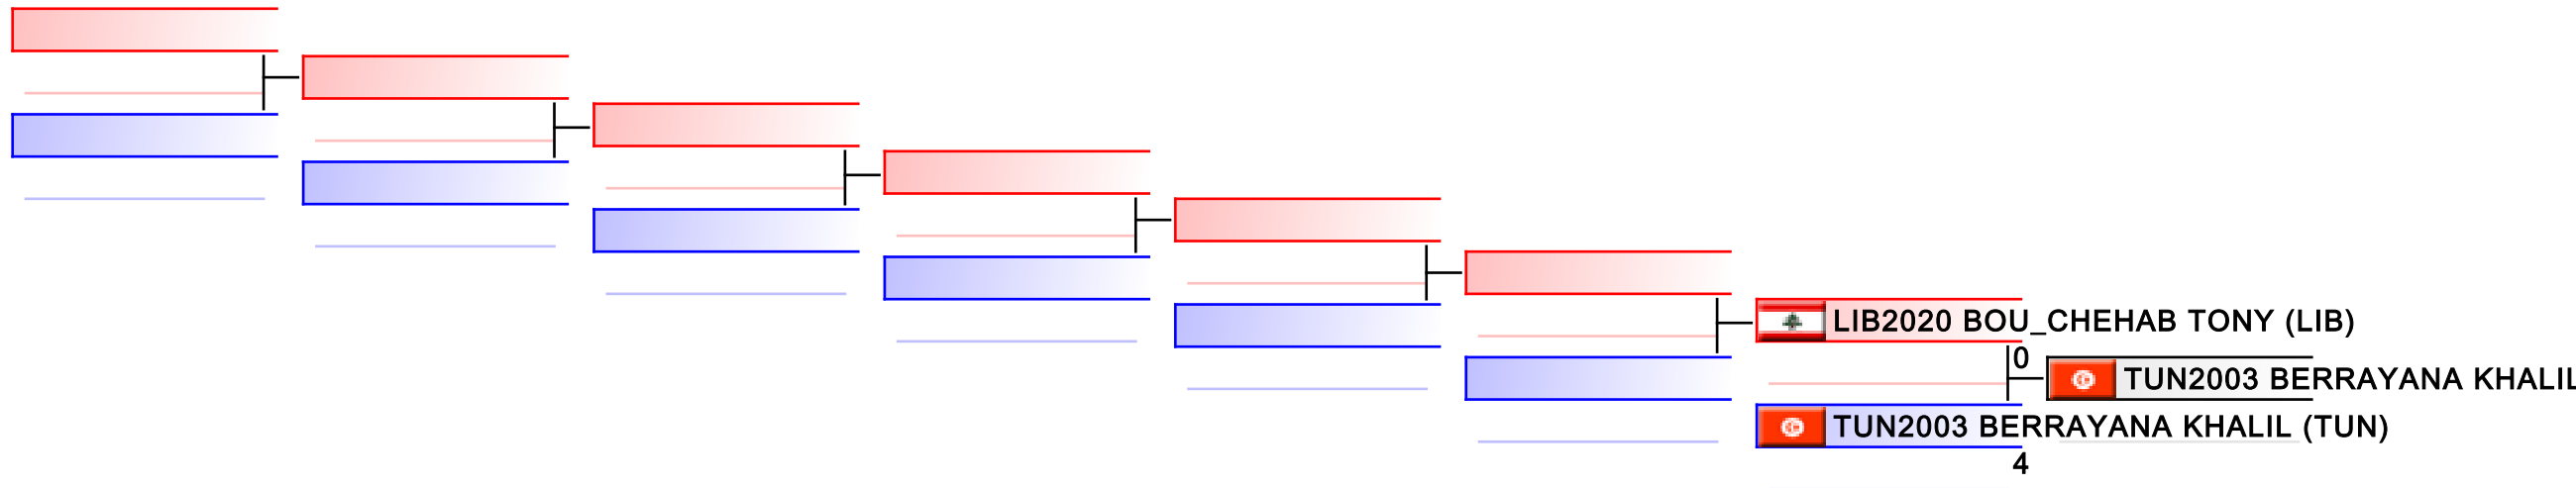 LIB2020 BOU_CHEHAB TONY (LIB)
0
TUN2003 BERRAYANA KHALIL
TUN2003 BERRAYANA KHALIL (TUN)
4